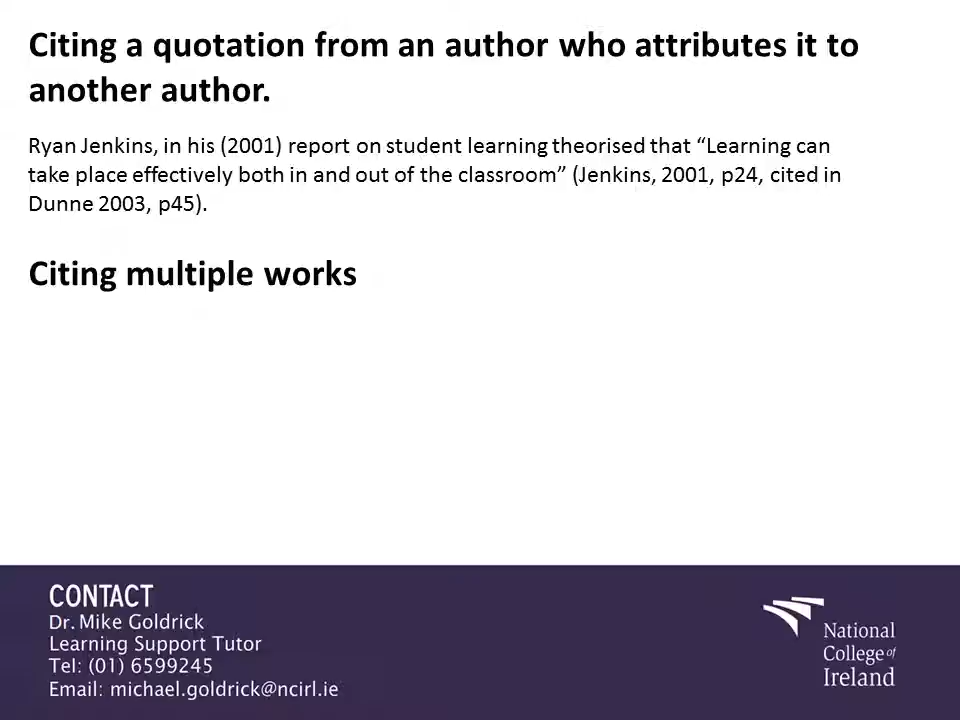 Citing a quotation from an author who attributes it to
another author.
Ryan Jenkins, in his (2001) report on student learning theorised that “Learning can
take place effectively both in and out of the classroom” (Jenkins, 2001, p24, cited in
Dunne 2003, p45).
Citing multiple works
CONTACT
Dr. Mike Goldrick
Learning Support Tutor
Tel: (01) 6599245
Email: michael.goldrick@ncirl.ie
National
College of
Ireland